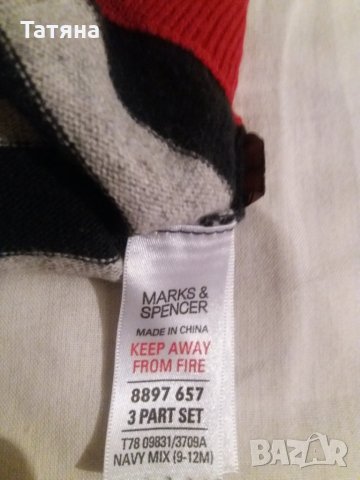 Татяна
MARKS &
SPENCER
MADE IN CHINA
KEEP AWAY
FROM FIRE
8897 657
3 PART SET
T78 09831/3709A
NAVY MIX (9-12M)
bazar